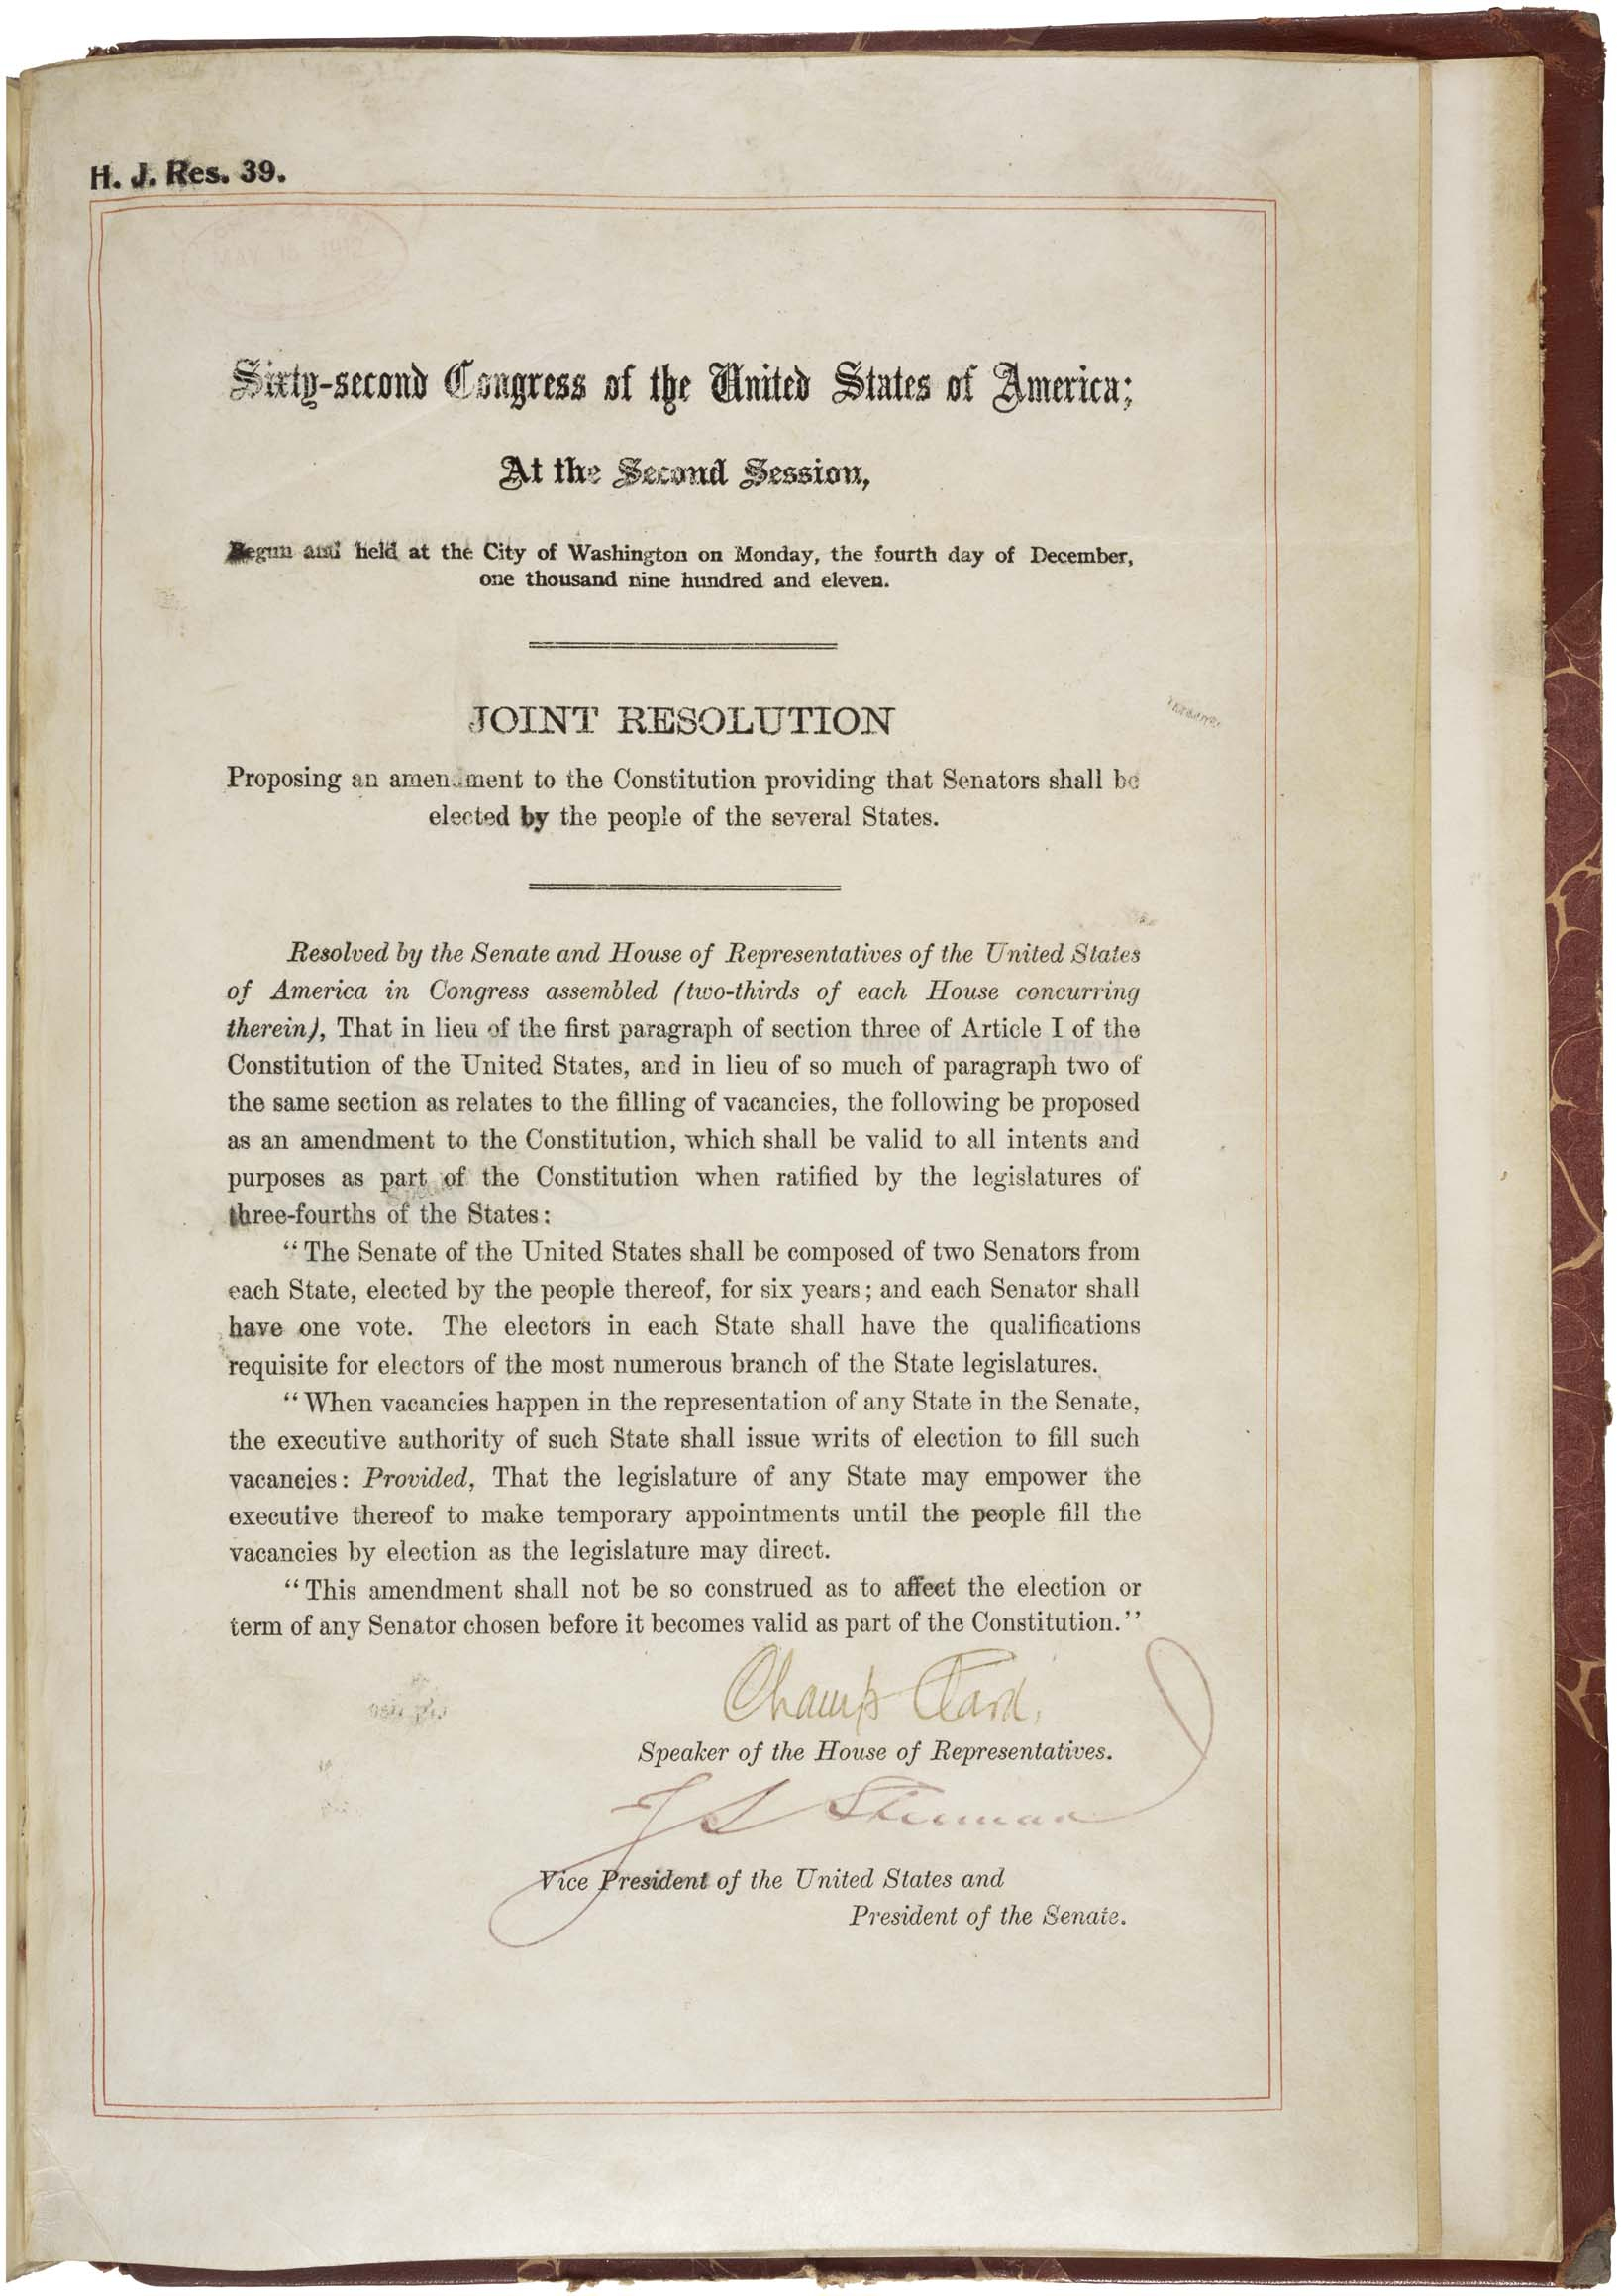 H. J. Res. 39.
MAY 15 1912
Sixty-second Congress of the United States of America;
At the Second Session,
Begun and held at the City of Washington on Monday, the fourth day of December,
one thousand nine hundred and eleven.
JOINT RESOLUTION
Proposing an amendment to the Constitution providing that Senators shall be
elected by the people of the several States.
Resolved by the Senate and House of Representatives of the United States
of America in Congress assembled (two-thirds of each House concurring
therein), That in lieu of the first paragraph of section three of Article I of the
Constitution of the United States, and in lieu of so much of paragraph two of
the same section as relates to the filling of vacancies, the following be proposed
as an amendment to the Constitution, which shall be valid to all intents and
purposes as part of the Constitution when ratified by the legislatures of
three-fourths of the States:
“The Senate of the United States shall be composed of two Senators from
each State, elected by the people thereof, for six years; and each Senator shall
have one vote. The electors in each State shall have the qualifications
requisite for electors of the most numerous branch of the State legislatures.
“When vacancies happen in the representation of any State in the Senate,
the executive authority of such State shall issue writs of election to fill such
vacancies: Provided, That the legislature of any State may empower the
executive thereof to make temporary appointments until the people fill the
vacancies by election as the legislature may direct.
“This amendment shall not be so construed as to affect the election or
term of any Senator chosen before it becomes valid as part of the Constitution.”
Champ Clark
Speaker of the House of Representatives.
J S Sherman
Vice President of the United States and
President of the Senate.